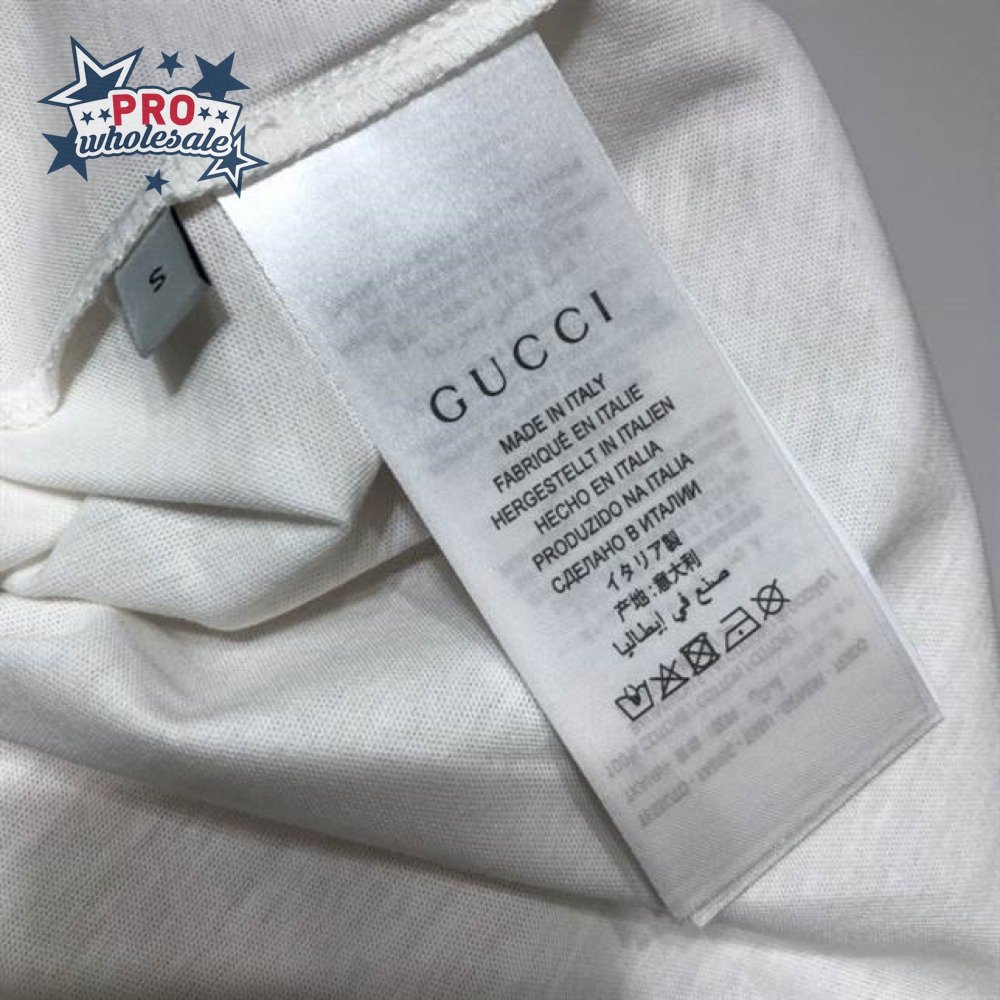 PRO
wholesale
S
GUCCI
MADE IN ITALY
FABRIQUÉ EN ITALIE
HERGESTELLT IN ITALIEN
HECHO EN ITALIA
PRODUZIDO NA ITALIA
СДЕЛАНО В ИТАЛИИ
イタリア製
产地:意大利
صنع في إيطاليا